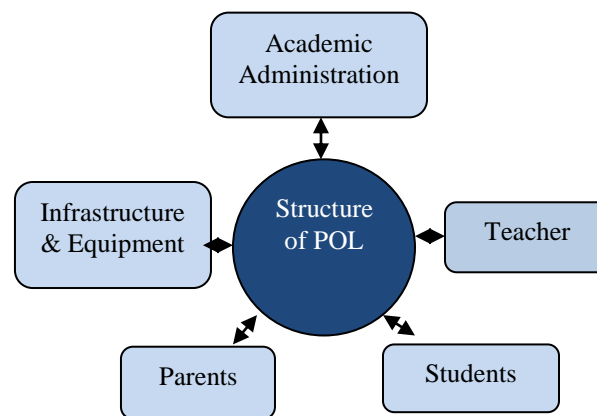 Academic
Administration
Structure
of POL
Infrastructure
& Equipment
Teacher
Parents
Students